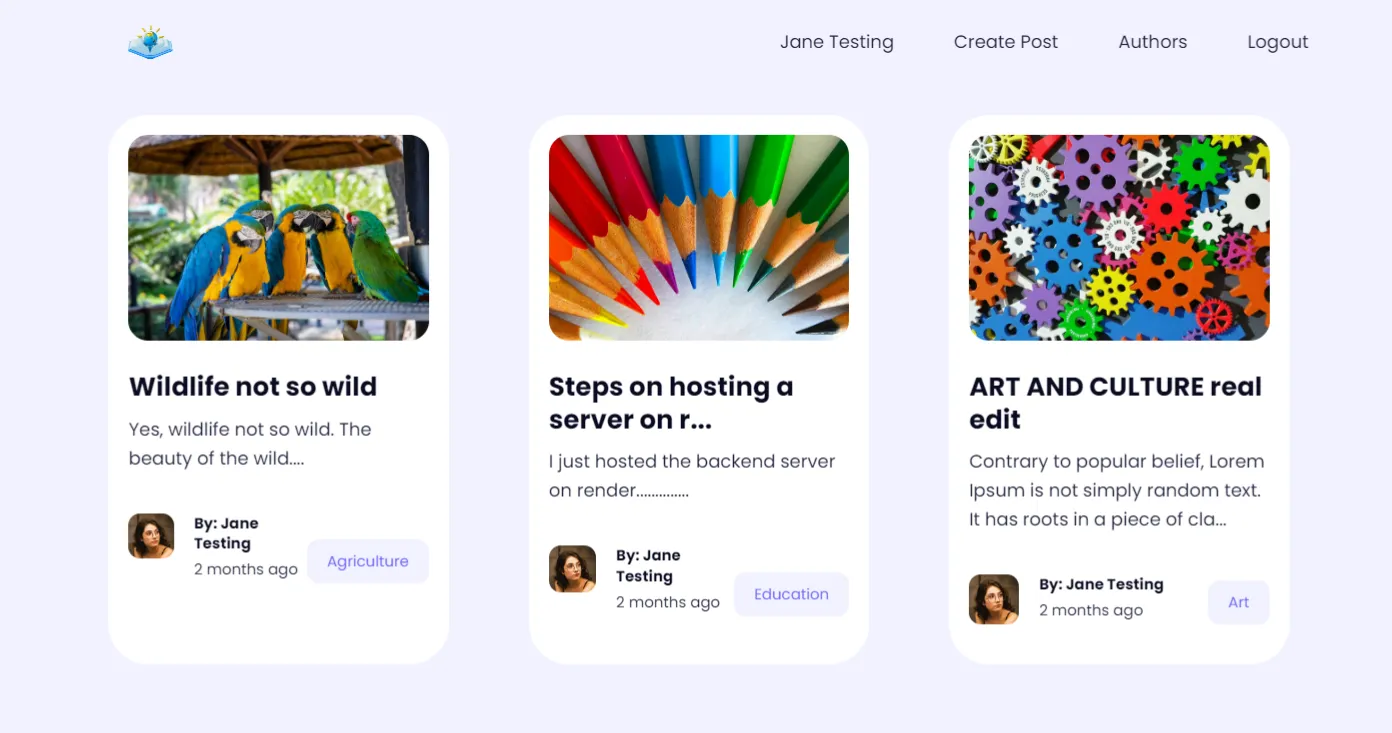 Jane Testing
Create Post
Authors
Logout
Wildlife not so wild
Yes, wildlife not so wild. The
beauty of the wild....
By: Jane
Testing
2 months ago
Agriculture
Steps on hosting a
server on r...
I just hosted the backend server
on render..............
By: Jane
Testing
2 months ago
Education
ART AND CULTURE real
edit
Contrary to popular belief, Lorem
Ipsum is not simply random text.
It has roots in a piece of cla...
By: Jane Testing
2 months ago
Art